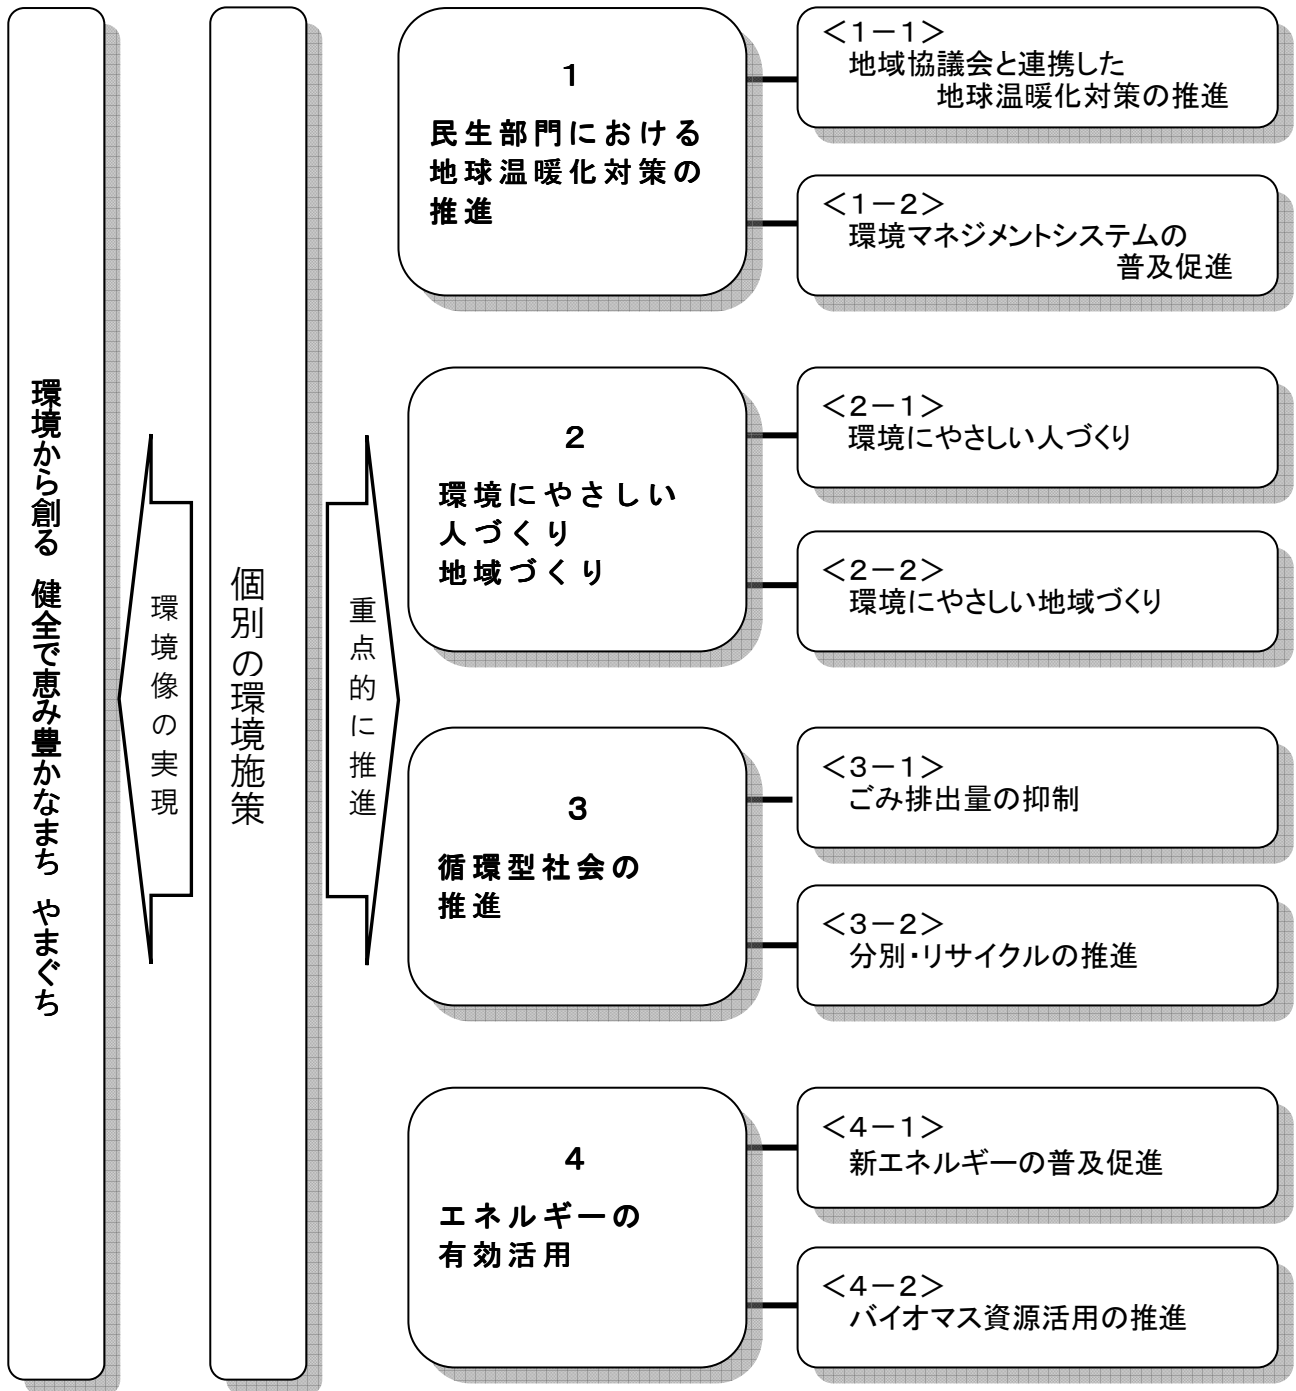 環境から創る 健全で恵み豊かなまち やまぐち
環境像の実現
個別の環境施策
重点的に推進
1
民生部門における
地球温暖化対策の
推進
＜1－1＞
地域協議会と連携した
地球温暖化対策の推進
＜1－2＞
環境マネジメントシステムの
普及促進
2
環境にやさしい
人づくり
地域づくり
＜2－1＞
環境にやさしい人づくり
＜2－2＞
環境にやさしい地域づくり
3
循環型社会の
推進
＜3－1＞
ごみ排出量の抑制
＜3－2＞
分別・リサイクルの推進
4
エネルギーの
有効活用
＜4－1＞
新エネルギーの普及促進
＜4－2＞
バイオマス資源活用の推進